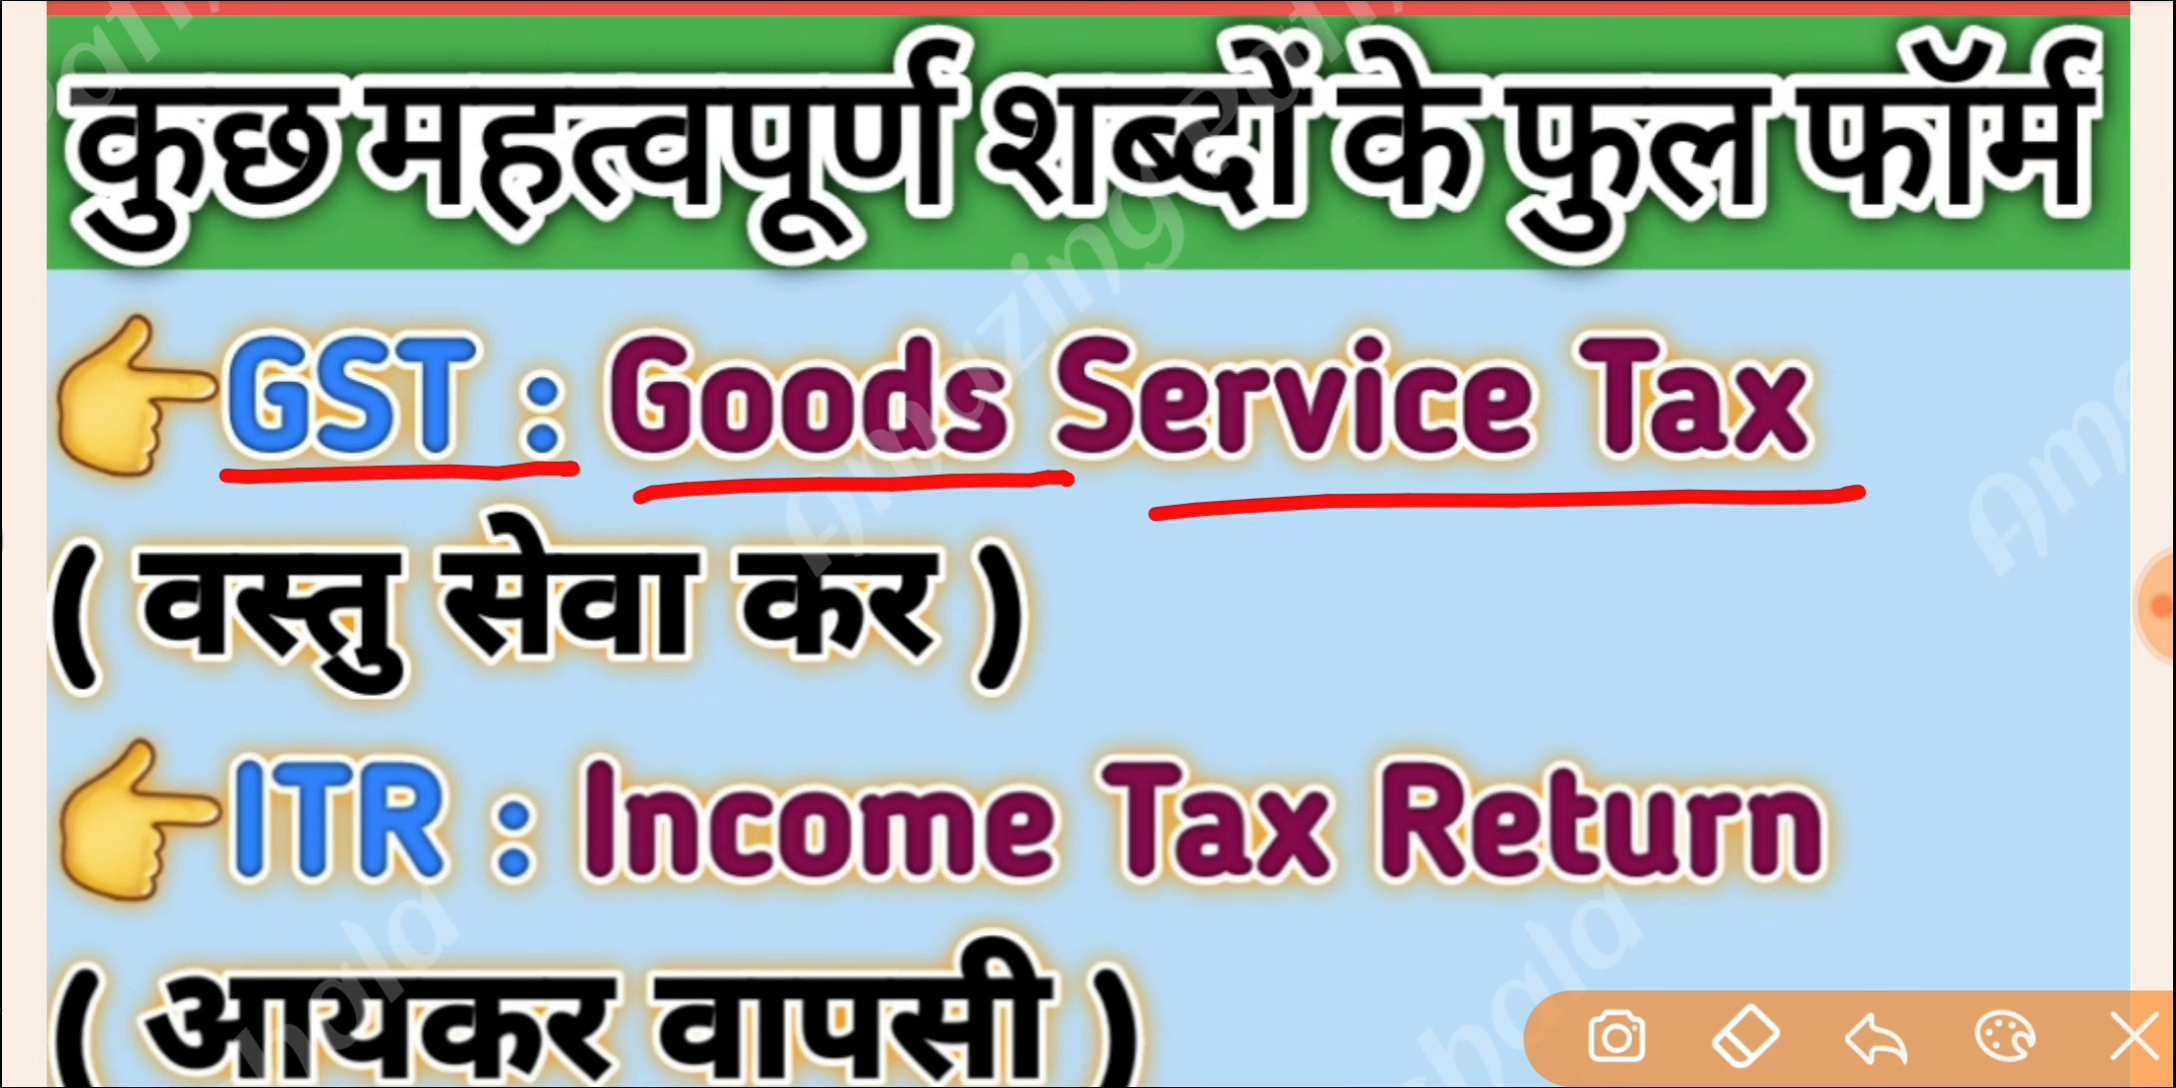 कुछ महत्वपूर्ण शब्दों के फुल फॉर्म
👉GST : Goods Service Tax
( वस्तु सेवा कर )
👉ITR : Income Tax Return
( आयकर वापसी )